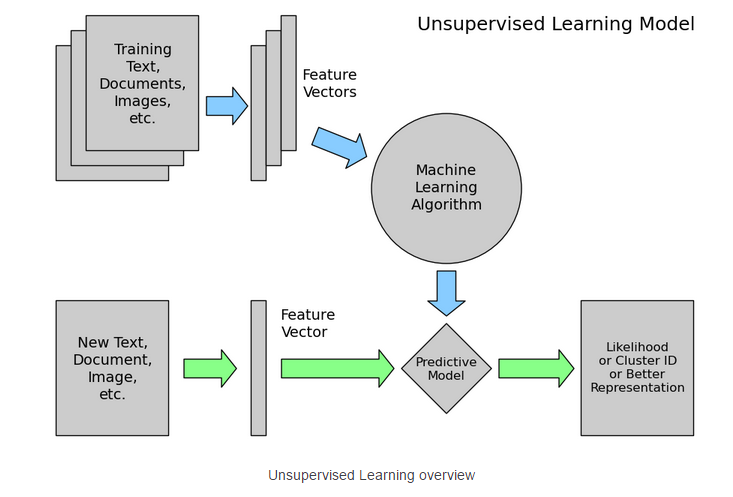 Unsupervised Learning Model
Training
Text,
Documents,
Images,
etc.
Feature
Vectors
Machine
Learning
Algorithm
New Text,
Document,
Image,
etc.
Feature
Vector
Predictive
Model
Likelihood
or Cluster ID
or Better
Representation
Unsupervised Learning overview